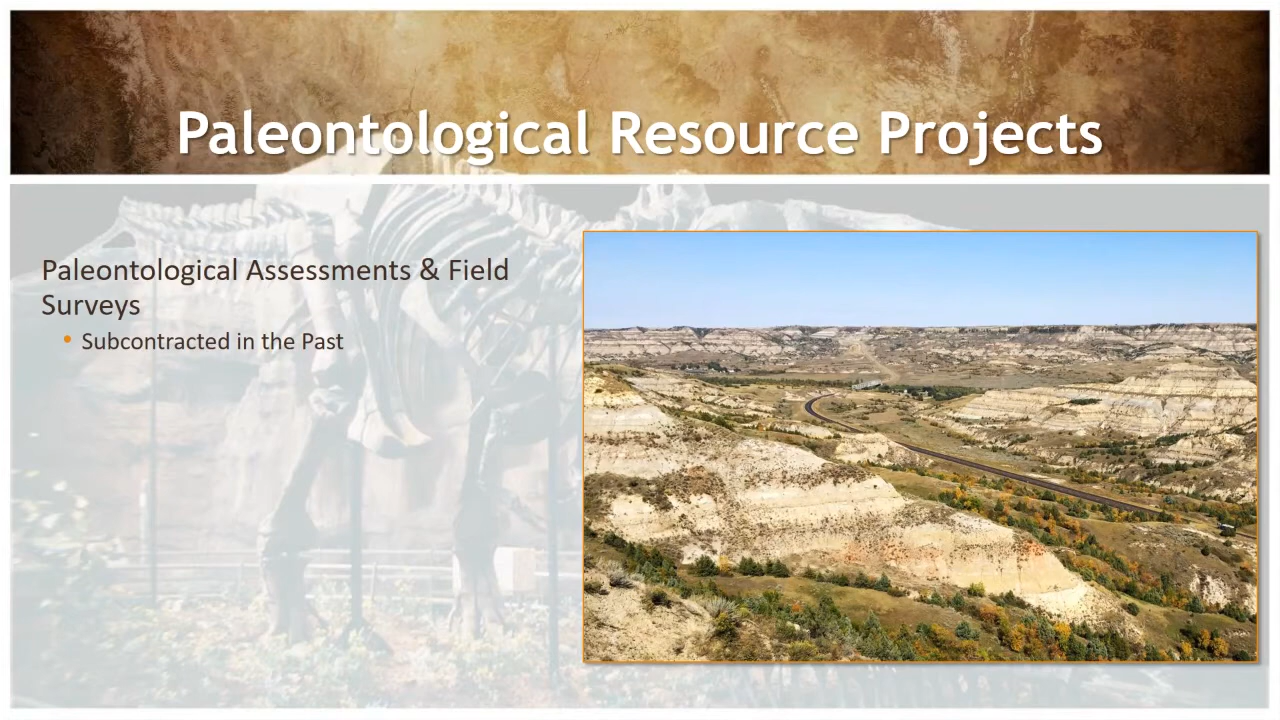 Paleontological Resource Projects
Paleontological Assessments & Field
Surveys
• Subcontracted in the Past